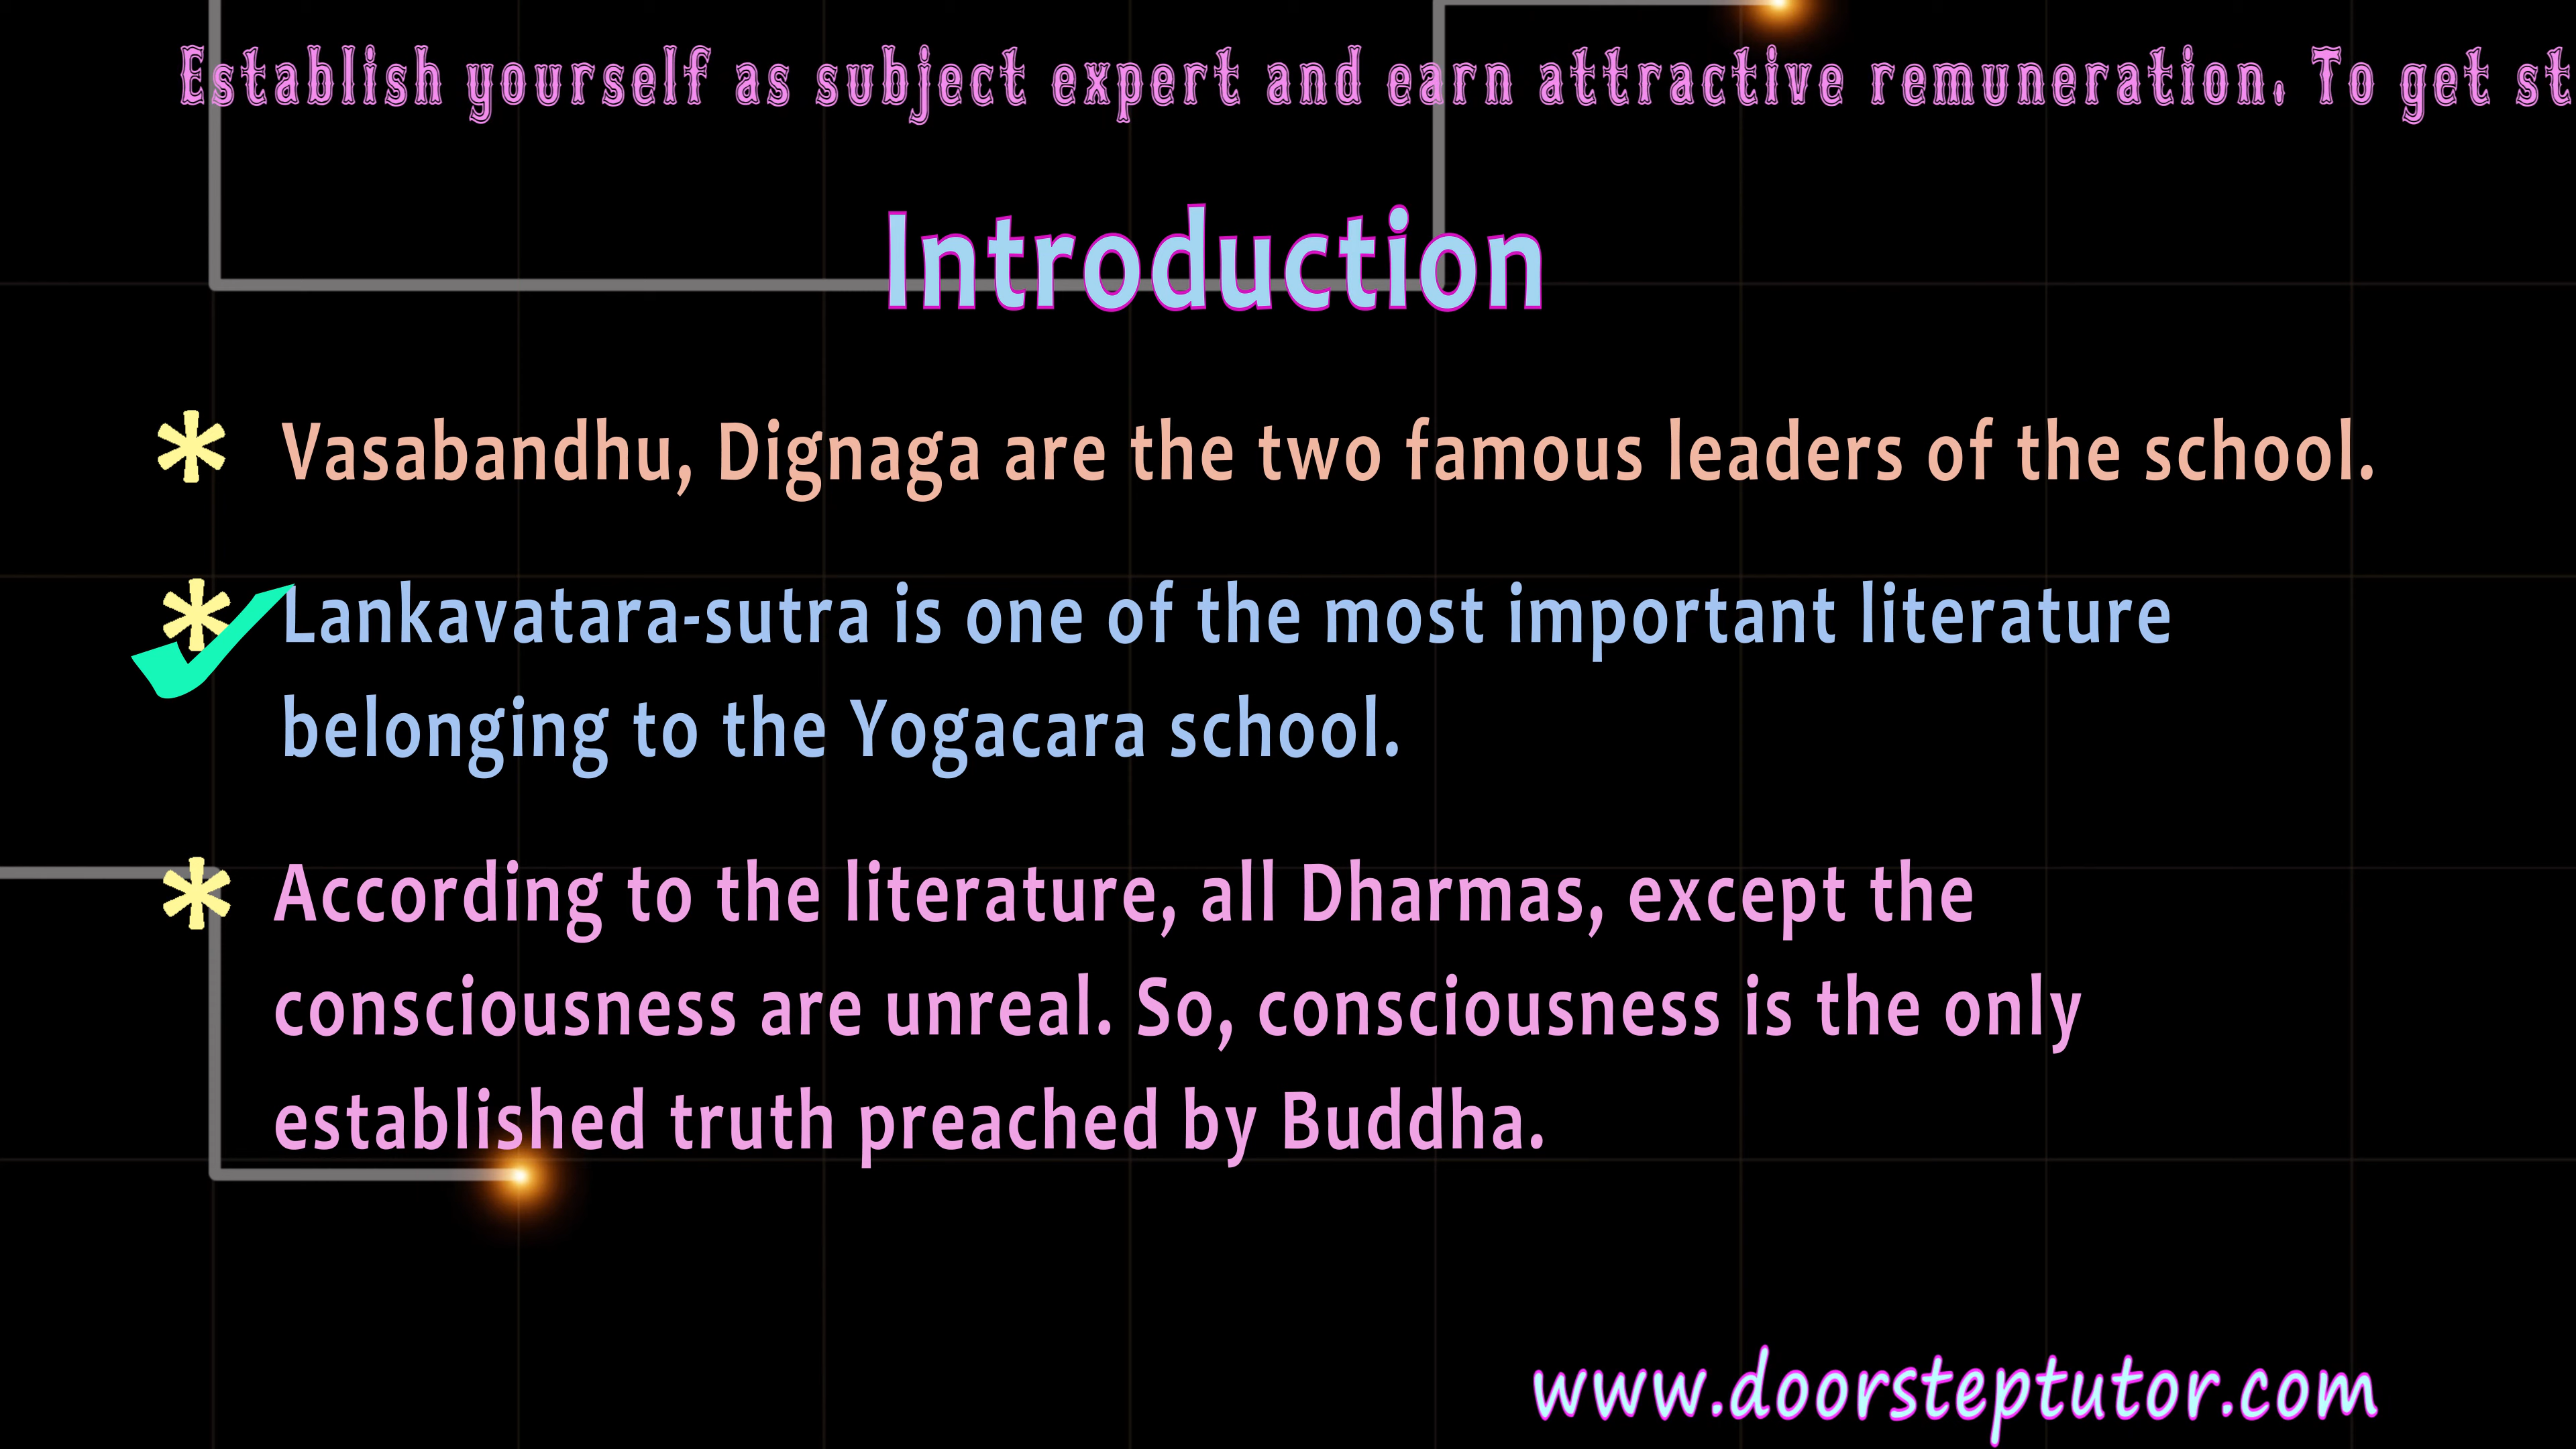 Establish yourself as subject expert and earn attractive remuneration. To get st
Introduction
* Vasabandhu, Dignaga are the two famous leaders of the school.
* Lankavatara-sutra is one of the most important literature
belonging to the Yogacara school.
* According to the literature, all Dharmas, except the
consciousness are unreal. So, consciousness is the only
established truth preached by Buddha.
www.doorsteptutor.com